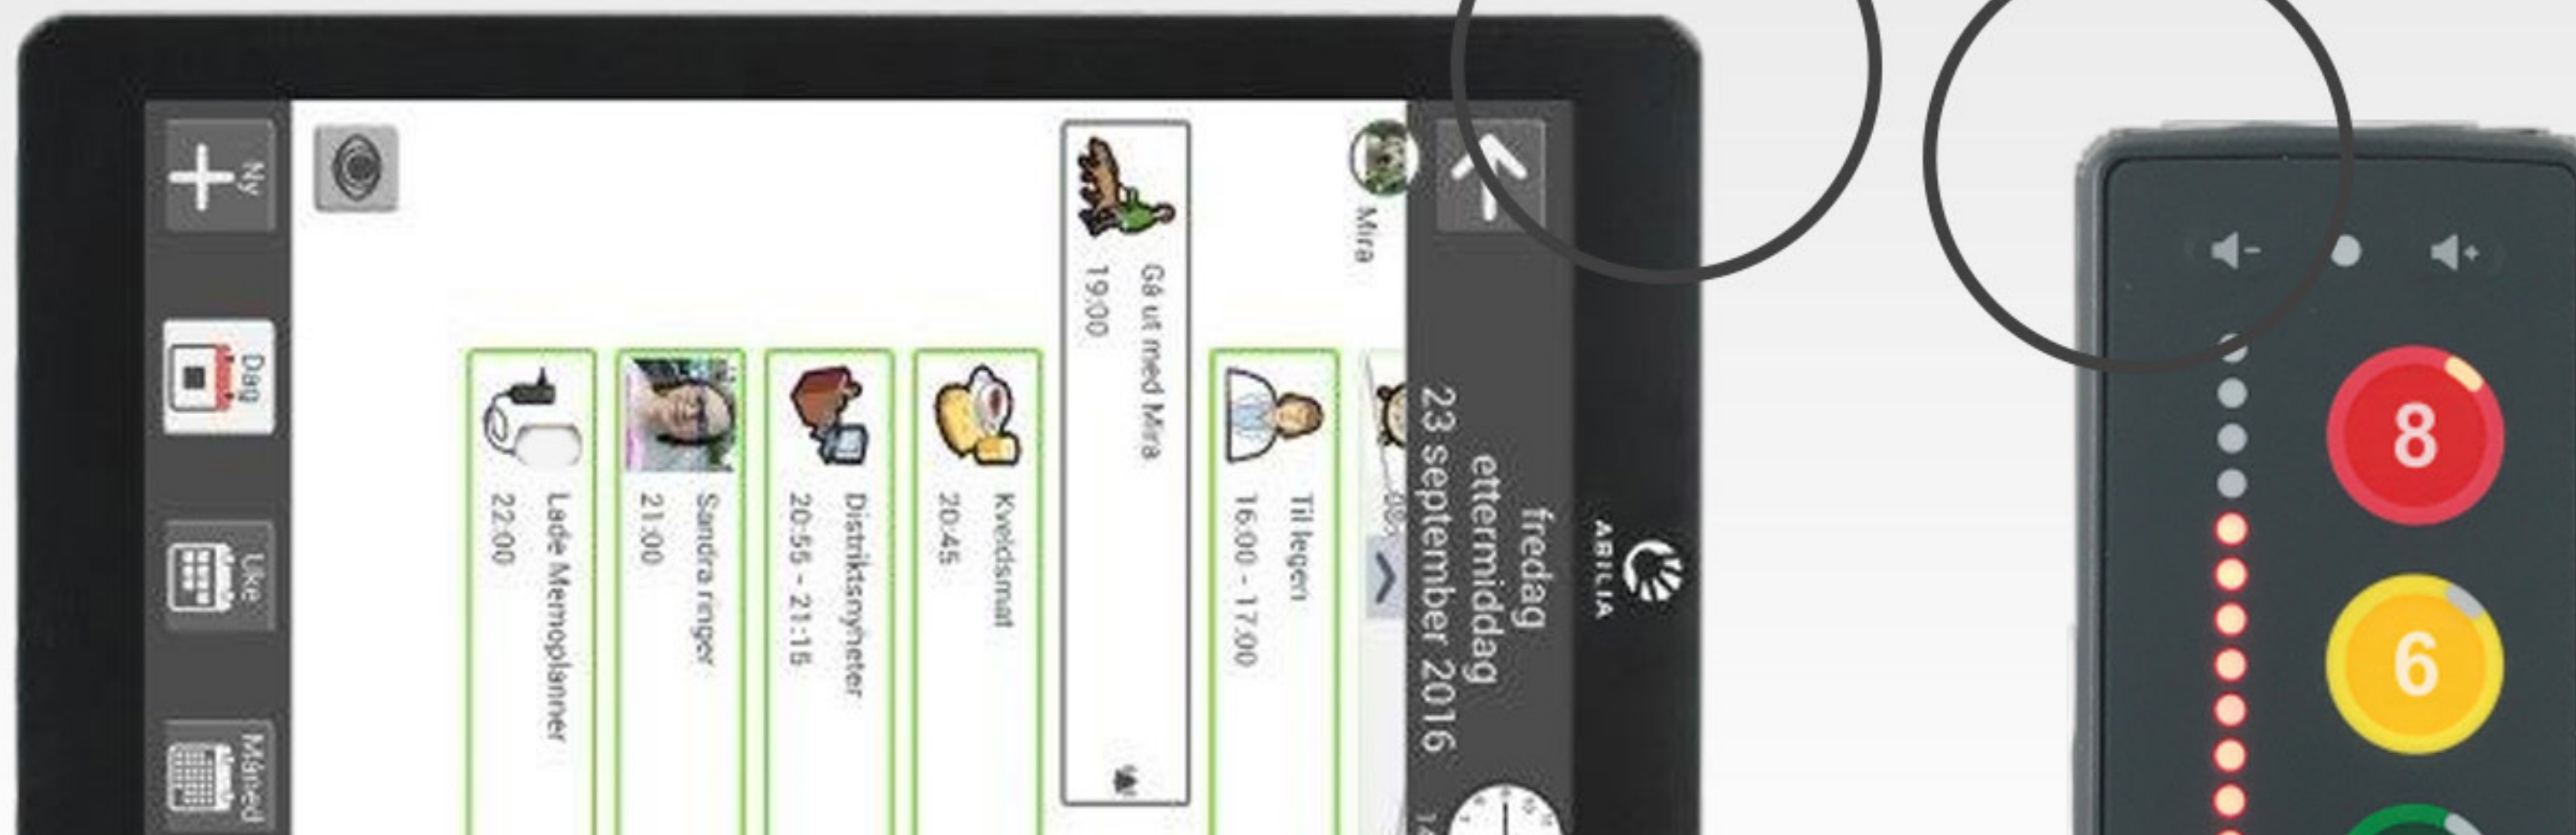 ABILIA
fredag
ettermiddag
23 september 2016
Mira
Til legen
16:00 - 17:00
Gå ut med Mira
19:00
Kveldsmat
20:45
Distriktsnyheter
20:55 - 21:15
Sandra ringer
21:00
Lade Memoplanner
22:00
Ny
Dag
Uke
Måned
8
6